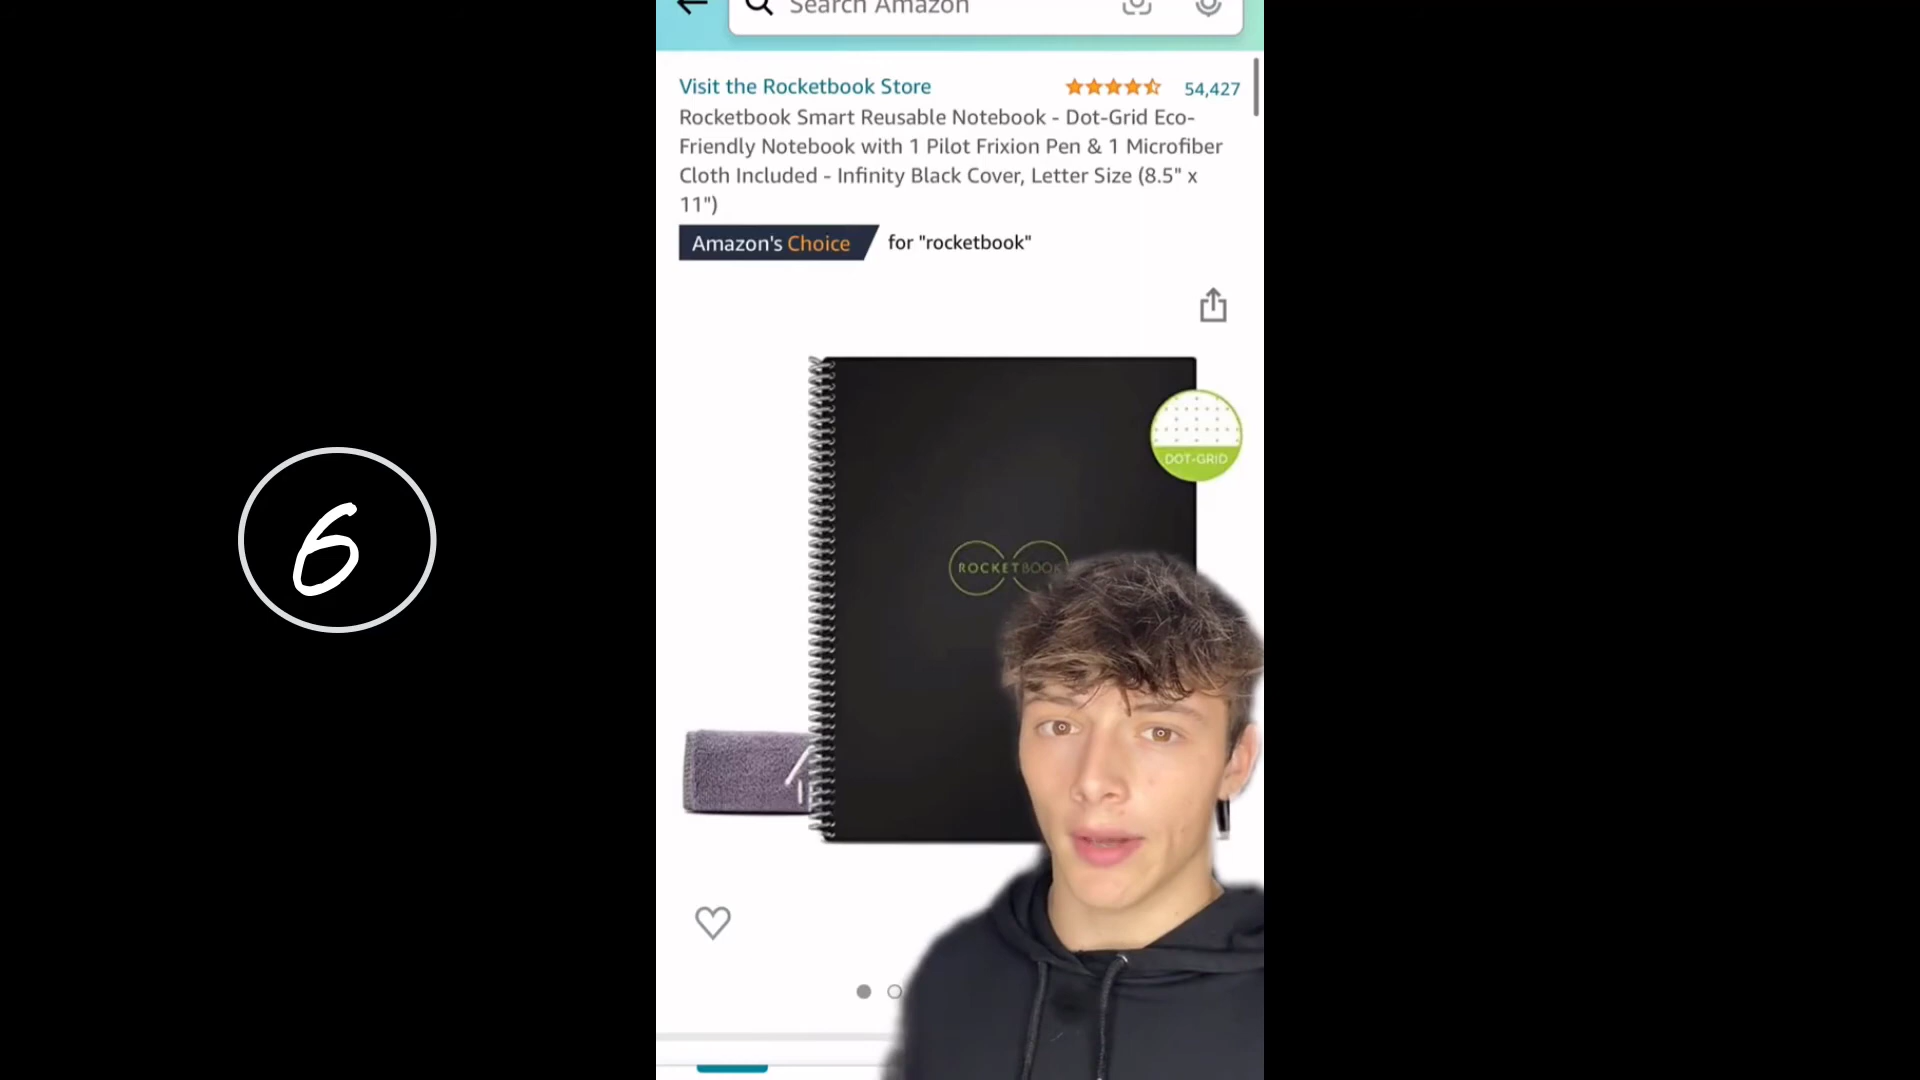 Search Amazon
Visit the Rocketbook Store
54,427
Rocketbook Smart Reusable Notebook - Dot-Grid Eco-
Friendly Notebook with 1 Pilot Frixion Pen & 1 Microfiber
Cloth Included - Infinity Black Cover, Letter Size (8.5" x
11")
Amazon's Choice for "rocketbook"
DOT-GRID
ROCKETBOOK
6